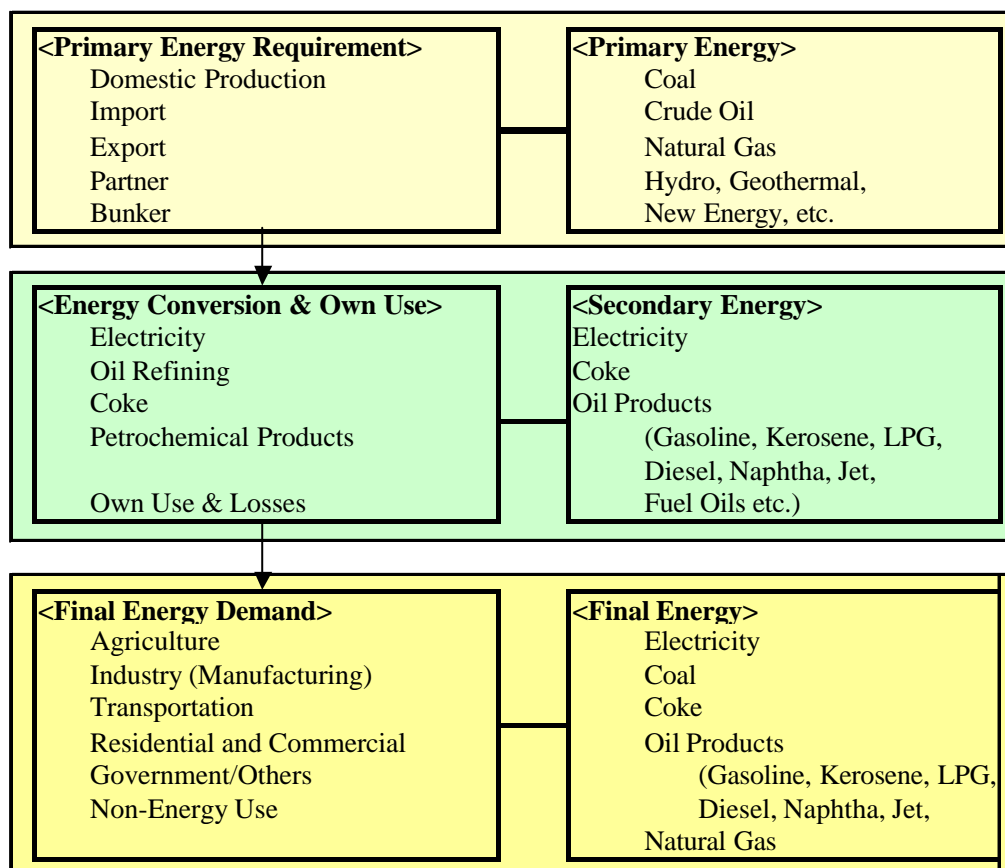 <Primary Energy Requirement>
Domestic Production
Import
Export
Partner
Bunker
<Primary Energy>
Coal
Crude Oil
Natural Gas
Hydro, Geothermal,
New Energy, etc.
<Energy Conversion & Own Use>
Electricity
Oil Refining
Coke
Petrochemical Products
Own Use & Losses
<Secondary Energy>
Electricity
Coke
Oil Products
(Gasoline, Kerosene, LPG,
Diesel, Naphtha, Jet,
Fuel Oils etc.)
<Final Energy Demand>
Agriculture
Industry (Manufacturing)
Transportation
Residential and Commercial
Government/Others
Non-Energy Use
<Final Energy>
Electricity
Coal
Coke
Oil Products
(Gasoline, Kerosene, LPG,
Diesel, Naphtha, Jet,
Natural Gas